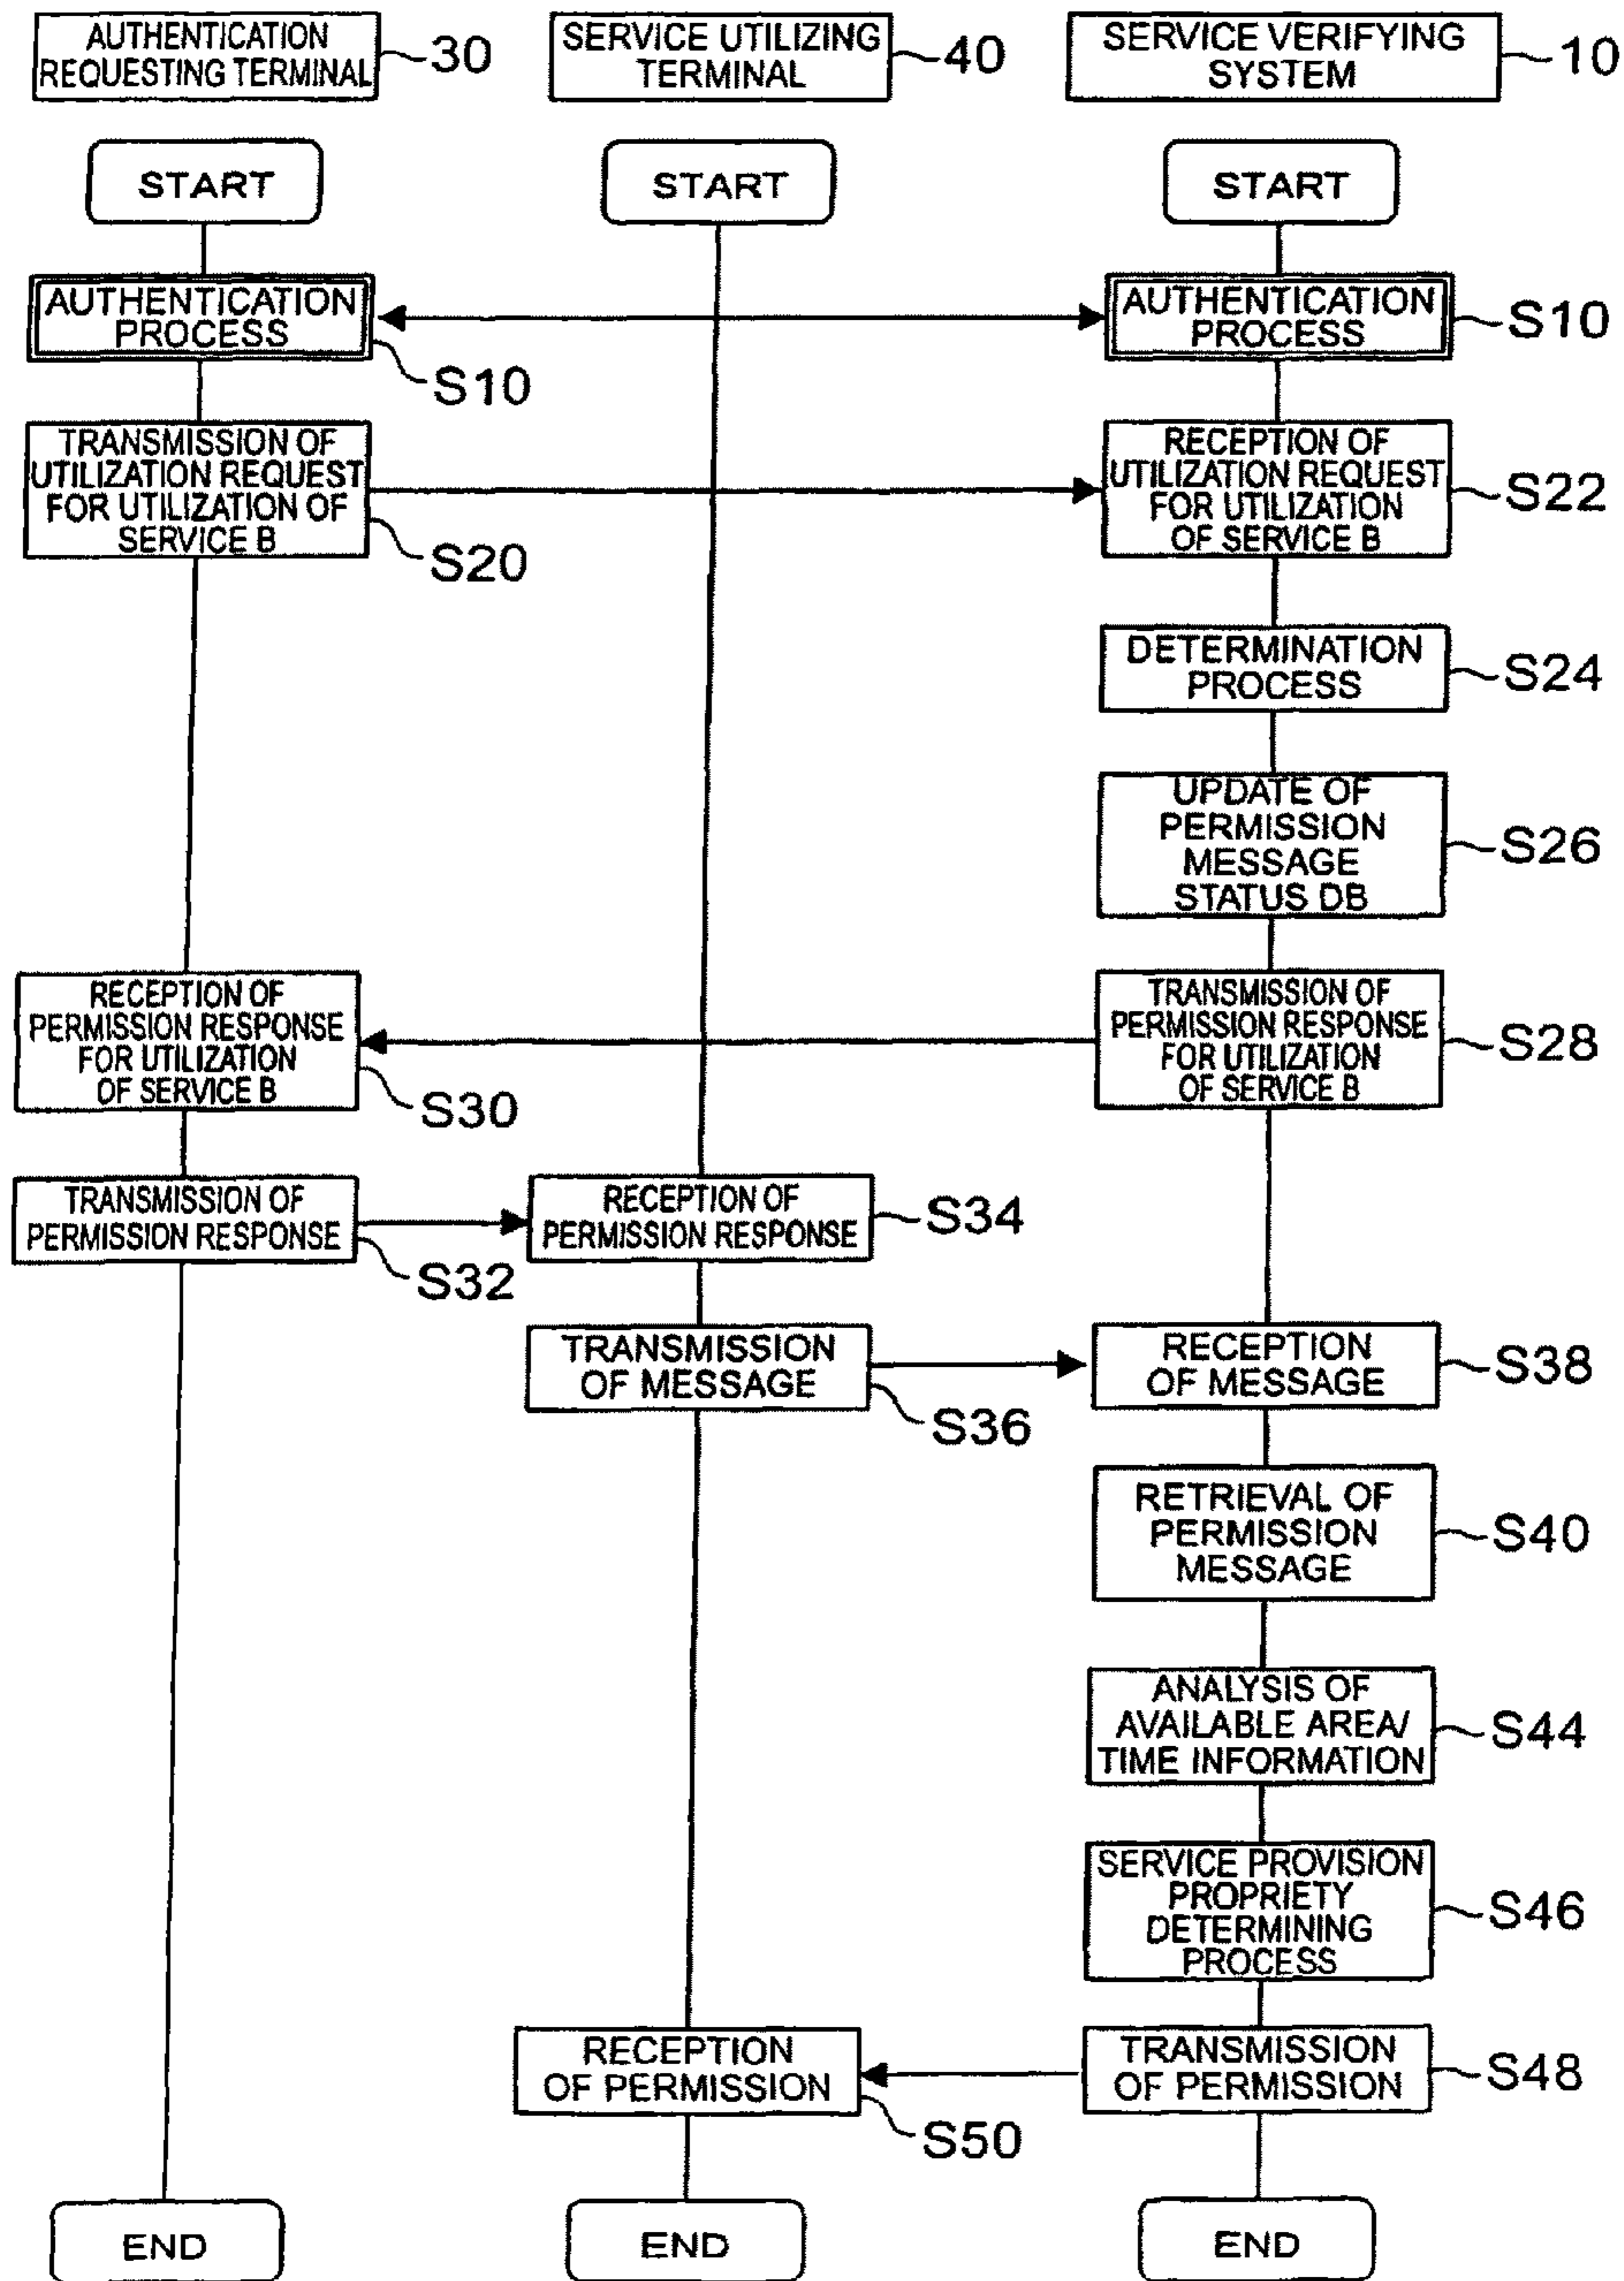 AUTHENTICATION
REQUESTING TERMINAL
30
SERVICE UTILIZING
TERMINAL
40
SERVICE VERIFYING
SYSTEM
10
START
START
START
AUTHENTICATION
PROCESS
S10
AUTHENTICATION
PROCESS
S10
TRANSMISSION OF
UTILIZATION REQUEST
FOR UTILIZATION OF
SERVICE B
S20
RECEPTION OF
UTILIZATION REQUEST
FOR UTILIZATION
OF SERVICE B
S22
DETERMINATION
PROCESS
S24
UPDATE OF
PERMISSION
MESSAGE
STATUS DB
S26
RECEPTION OF
PERMISSION RESPONSE
FOR UTILIZATION
OF SERVICE B
S30
TRANSMISSION OF
PERMISSION RESPONSE
FOR UTILIZATION
OF SERVICE B
S28
TRANSMISSION OF
PERMISSION RESPONSE
S32
RECEPTION OF
PERMISSION RESPONSE
S34
TRANSMISSION
OF MESSAGE
S36
RECEPTION
OF MESSAGE
S38
RETRIEVAL OF
PERMISSION
MESSAGE
S40
ANALYSIS OF
AVAILABLE AREA/
TIME INFORMATION
S44
SERVICE PROVISION
PROPRIETY
DETERMINING
PROCESS
S46
RECEPTION
OF PERMISSION
S50
TRANSMISSION
OF PERMISSION
S48
END
END
END